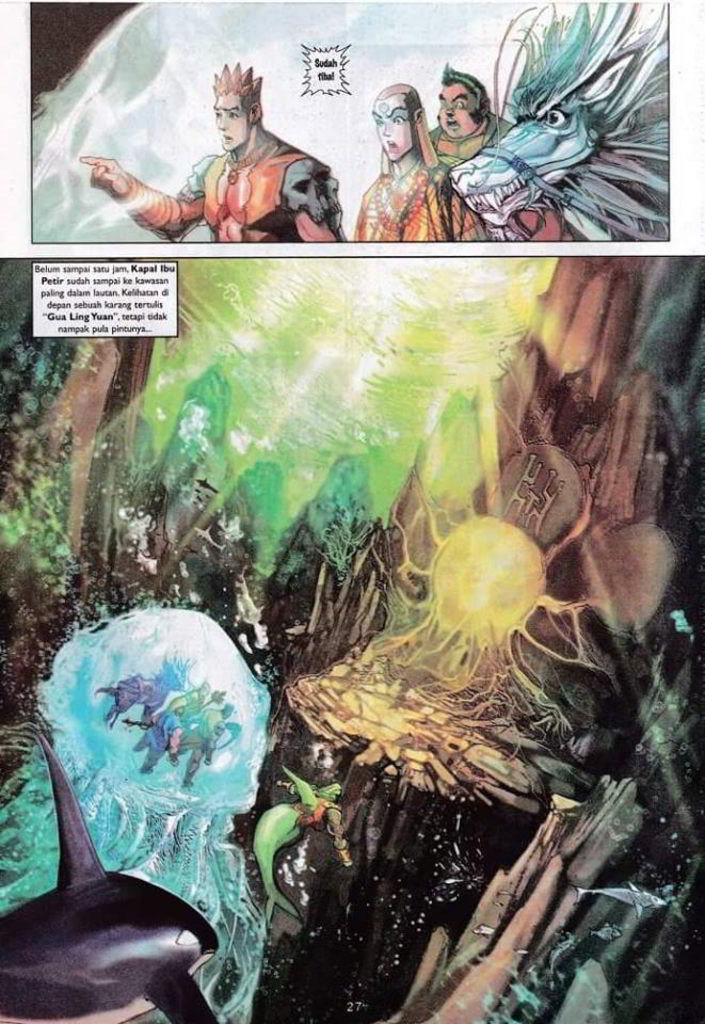 Sudah
tiba!
Belum sampai satu jam, Kapal Ibu
Petir sudah sampai ke kawasan
paling dalam lautan. Kelihatan di
depan sebuah karang tertulis
“Gua Ling Yuan”, tetapi tidak
nampak pula pintunya...
27